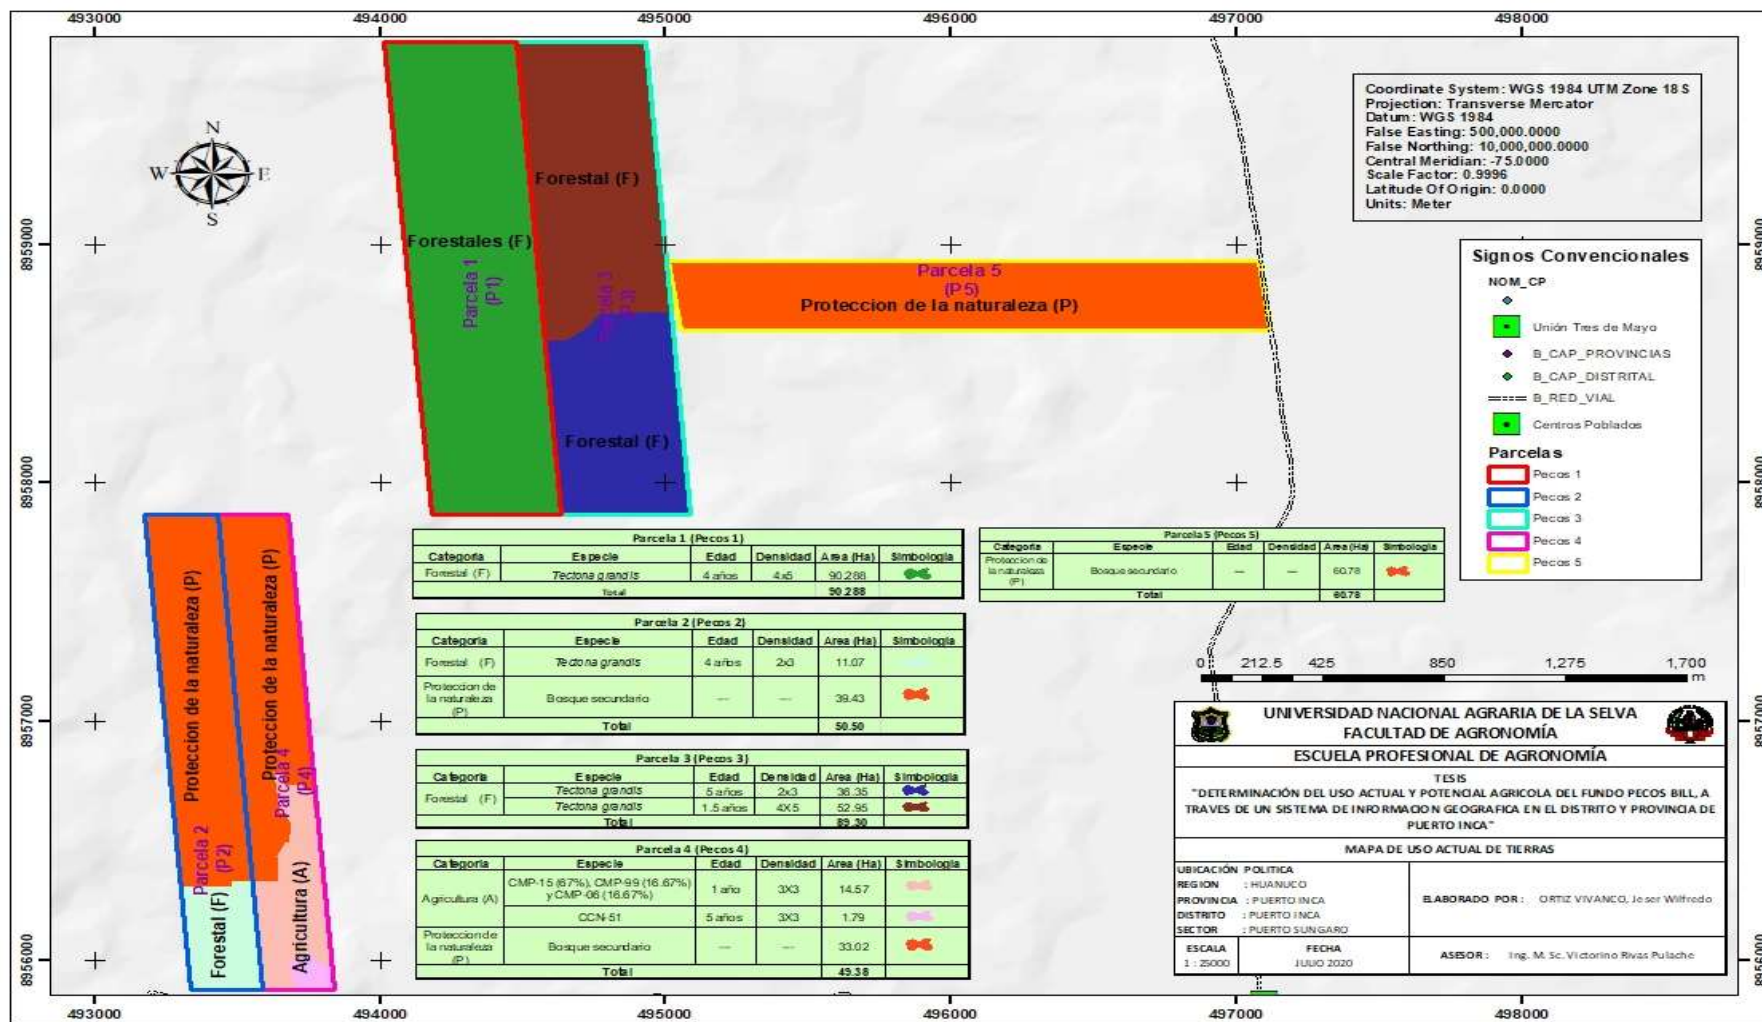 493000 494000 495000 496000 497000 498000
8959000
8958000
8957000
8956000
8959000
8958000
8957000
8956000
N
W E
S
Forestales (F)
Parcela 1
(P1)
Forestal (F)
Parcela 3
(P3)
Forestal (F)
Parcela 5
(P5)
Proteccion de la naturaleza (P)
Proteccion de la naturaleza (P)
Parcela 2
(P2)
Forestal (F)
Proteccion de la naturaleza (P)
Parcela 4
(P4)
Agricultura (A)
Coordinate System: WGS 1984 UTM Zone 18 S
Projection: Transverse Mercator
Datum: WGS 1984
False Easting: 500,000.0000
False Northing: 10,000,000.0000
Central Meridian: -75.0000
Scale Factor: 0.9996
Latitude Of Origin: 0.0000
Units: Meter
Signos Convencionales
NOM_CP
Unión Tres de Mayo
B_CAP_PROVINCIAS
B_CAP_DISTRITAL
B_RED_VIAL
Centros Poblados
Parcelas
Pecos 1
Pecos 2
Pecos 3
Pecos 4
Pecos 5
Parcela 1 (Pecos 1)
Categoria Especie Edad Densidad Area (Ha) Simbologia
Forestal (F) Tectona grandis 4 años 4x5 90.288
Total 90.288
Parcela 2 (Pecos 2)
Categoria Especie Edad Densidad Area (Ha) Simbologia
Forestal (F) Tectona grandis 4 años 2x3 11.07
Proteccion de
la naturaleza
(P)
Bosque secundario --- --- 39.43
Total 50.50
Parcela 3 (Pecos 3)
Categoria Especie Edad Densidad Area (Ha) Simbologia
Forestal (F) Tectona grandis 5 años 2x3 36.35
Tectona grandis 1.5 años 4X5 52.95
Total 89.30
Parcela 4 (Pecos 4)
Categoria Especie Edad Densidad Area (Ha) Simbologia
Agricultura (A) CMP-15 (67%), CMP-99 (16.67%)
y CMP-06 (16.67%) 1 año 3X3 14.57
CCN-51 5 años 3X3 1.79
Proteccion de
la naturaleza
(P)
Bosque secundario --- --- 33.02
Total 49.38
Parcela 5 (Pecos 5)
Categoria Especie Edad Densidad Area (Ha) Simbologia
Proteccion de
la naturaleza
(P)
Bosque secundario --- --- 60.78
Total 60.78
0 212.5 425 850 1,275 1,700
m
UNIVERSIDAD NACIONAL AGRARIA DE LA SELVA
FACULTAD DE AGRONOMÍA
ESCUELA PROFESIONAL DE AGRONOMÍA
TESIS
"DETERMINACIÓN DEL USO ACTUAL Y POTENCIAL AGRICOLA DEL FUNDO PECOS BILL, A
TRAVES DE UN SISTEMA DE INFORMACION GEOGRAFICA EN EL DISTRITO Y PROVINCIA DE
PUERTO INCA"
MAPA DE USO ACTUAL DE TIERRAS
UBICACIÓN POLITICA
REGION : HUANUCO
PROVINCIA : PUERTO INCA
DISTRITO : PUERTO INCA
SECTOR : PUERTO SUNGARO
ELABORADO POR : ORTIZ VIVANCO, Jeser Wilfredo
ESCALA
1 : 25000
FECHA
JULIO 2020
ASESOR : Ing. M. Sc. Victorino Rivas Pulache
493000 494000 495000 496000 497000 498000